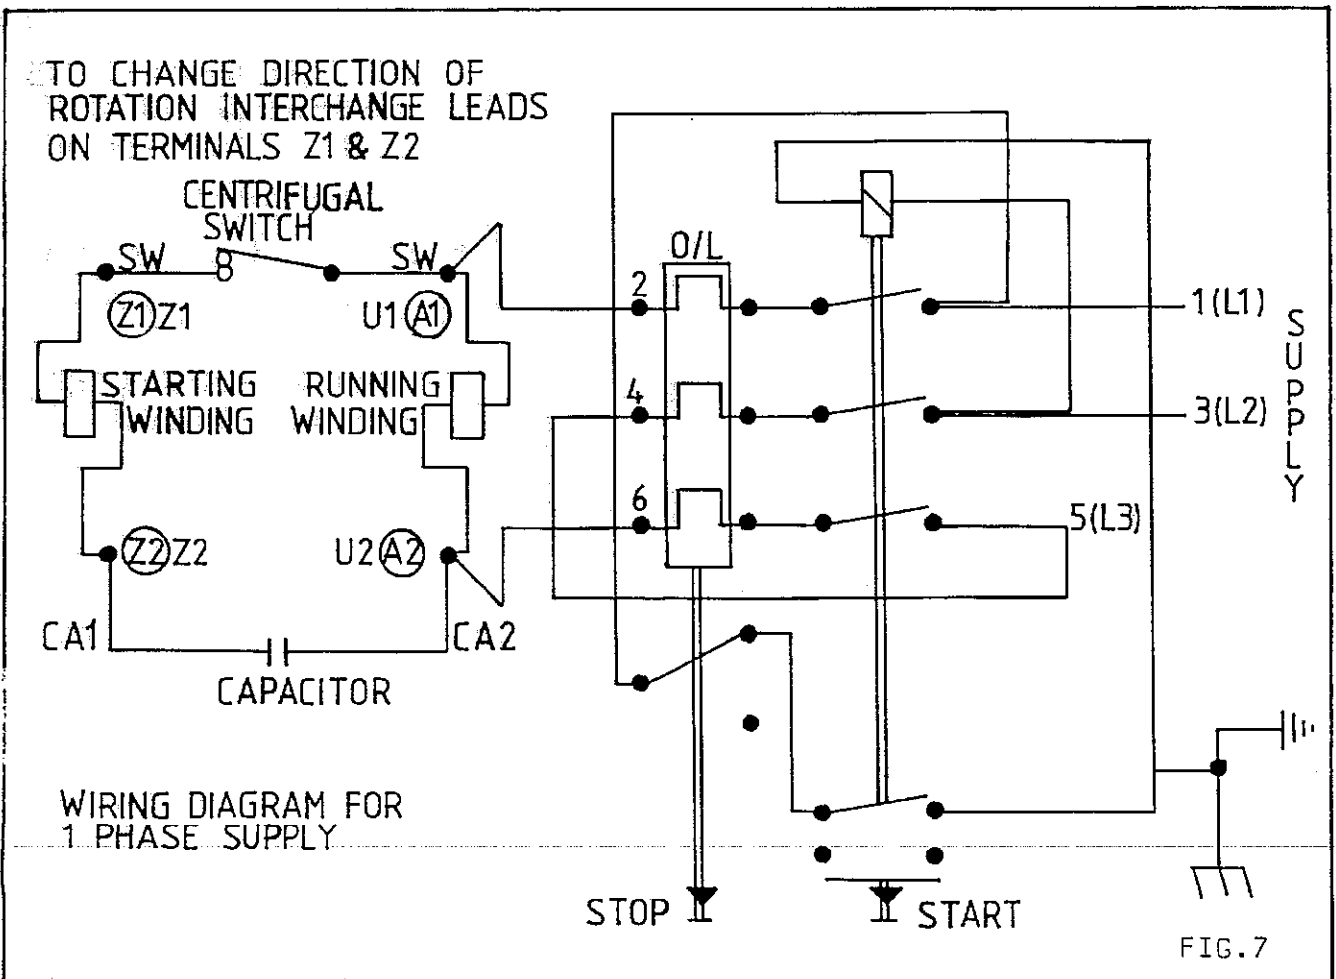 TO CHANGE DIRECTION OF
ROTATION INTERCHANGE LEADS
ON TERMINALS Z1 & Z2
CENTRIFUGAL
SWITCH
SW
SW
Z1 Z1
U1 A1
STARTING
WINDING
RUNNING
WINDING
Z2 Z2
U2 A2
CA1
CA2
CAPACITOR
O/L
2
4
6
1(L1)
3(L2)
5(L3)
SUPPLY
WIRING DIAGRAM FOR
1 PHASE SUPPLY
STOP
START
FIG.7